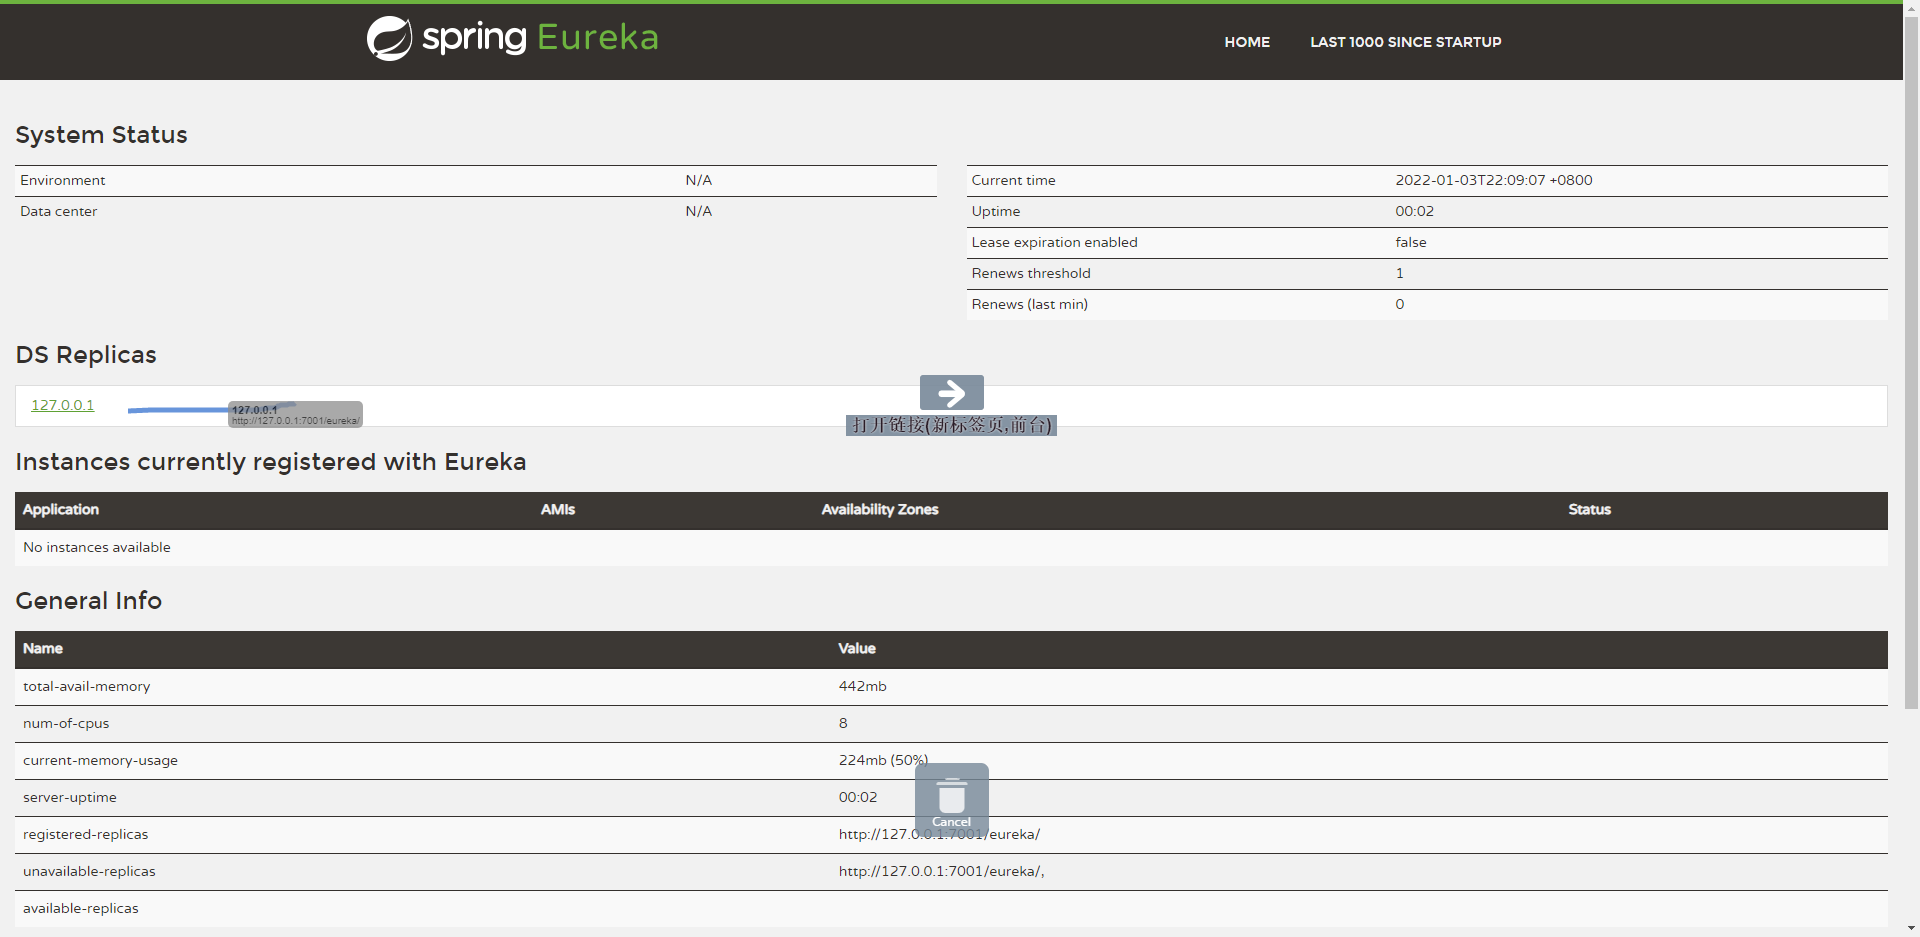 spring Eureka
HOME LAST 1000 SINCE STARTUP
System Status
Environment N/A
Data center N/A
Current time 2022-01-03T22:09:07 +0800
Uptime 00:02
Lease expiration enabled false
Renews threshold 1
Renews (last min) 0
DS Replicas
127.0.0.1
127.0.0.1
http://127.0.0.1:7001/eureka/
打开链接(新标签页,前台)
Instances currently registered with Eureka
Application AMIs Availability Zones Status
No instances available
General Info
Name Value
total-avail-memory 442mb
num-of-cpus 8
current-memory-usage 224mb (50%)
server-uptime 00:02
Cancel
registered-replicas http://127.0.0.1:7001/eureka/
unavailable-replicas http://127.0.0.1:7001/eureka/,
available-replicas